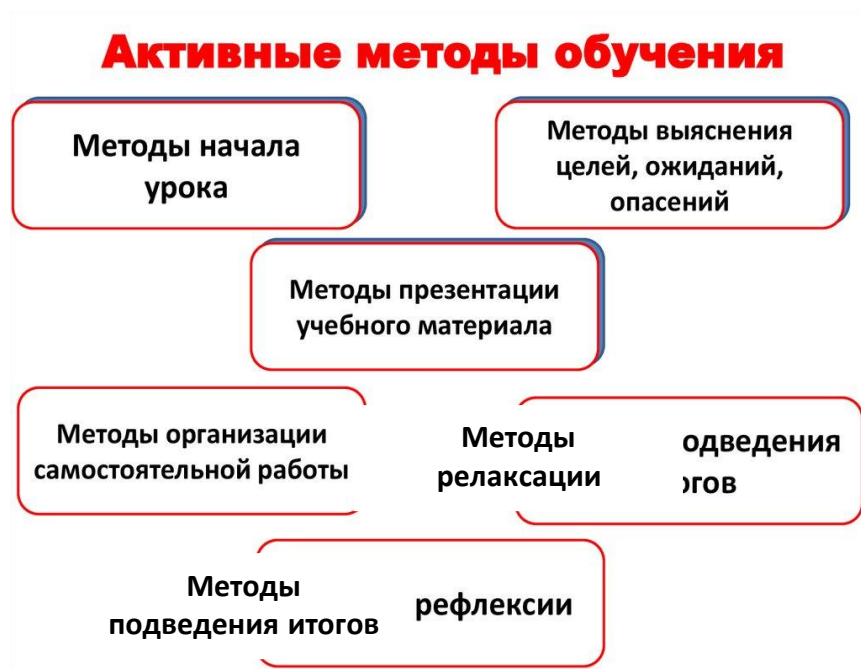 Активные методы обучения
Методы начала
урока
Методы выяснения
целей, ожиданий,
опасений
Методы презентации
учебного материала
Методы организации
самостоятельной работы
Методы
релаксации
одведения
огов
Методы
подведения итогов
рефлексии